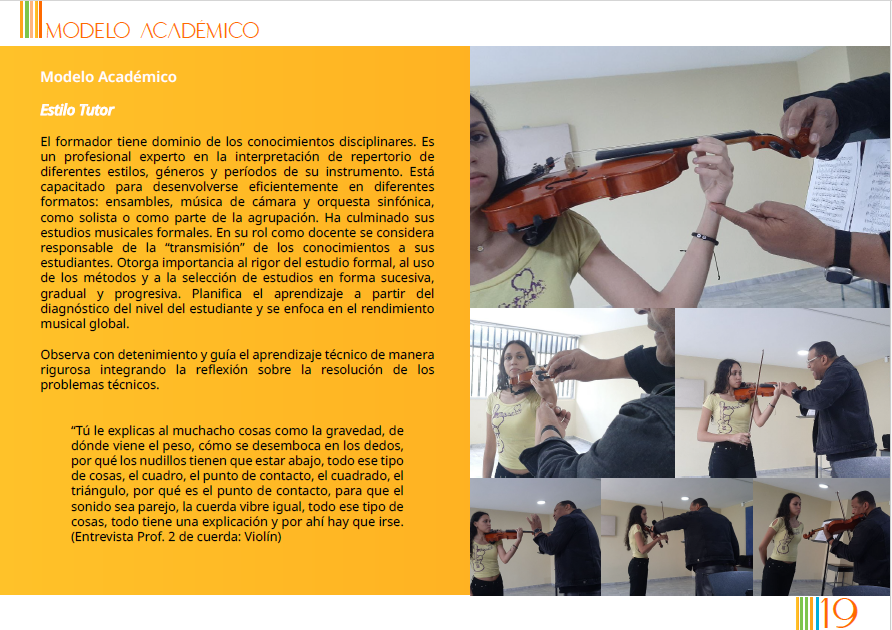 MODELO ACADÉMICO
Modelo Académico
Estilo Tutor
El formador tiene dominio de los conocimientos disciplinares. Es
un profesional experto en la interpretación de repertorio de
diferentes estilos, géneros y períodos de su instrumento. Está
capacitado para desenvolverse eficientemente en diferentes
formatos: ensambles, música de cámara y orquesta sinfónica,
como solista o como parte de la agrupación. Ha culminado sus
estudios musicales formales. En su rol como docente se considera
responsable de la “transmisión” de los conocimientos a sus
estudiantes. Otorga importancia al rigor del estudio formal, al uso
de los métodos y a la selección de estudios en forma sucesiva,
gradual y progresiva. Planifica el aprendizaje a partir del
diagnóstico del nivel del estudiante y se enfoca en el rendimiento
musical global.
Observa con detenimiento y guía el aprendizaje técnico de manera
rigurosa integrando la reflexión sobre la resolución de los
problemas técnicos.
“Tú le explicas al muchacho cosas como la gravedad, de
dónde viene el peso, cómo se desemboca en los dedos,
por qué los nudillos tienen que estar abajo, todo ese tipo
de cosas, el cuadro, el punto de contacto, el cuadrado, el
triángulo, por qué es el punto de contacto, para que el
sonido sea parejo, la cuerda vibre igual, todo ese tipo de
cosas, todo tiene una explicación y por ahí hay que irse.
(Entrevista Prof. 2 de cuerda: Violín)
19